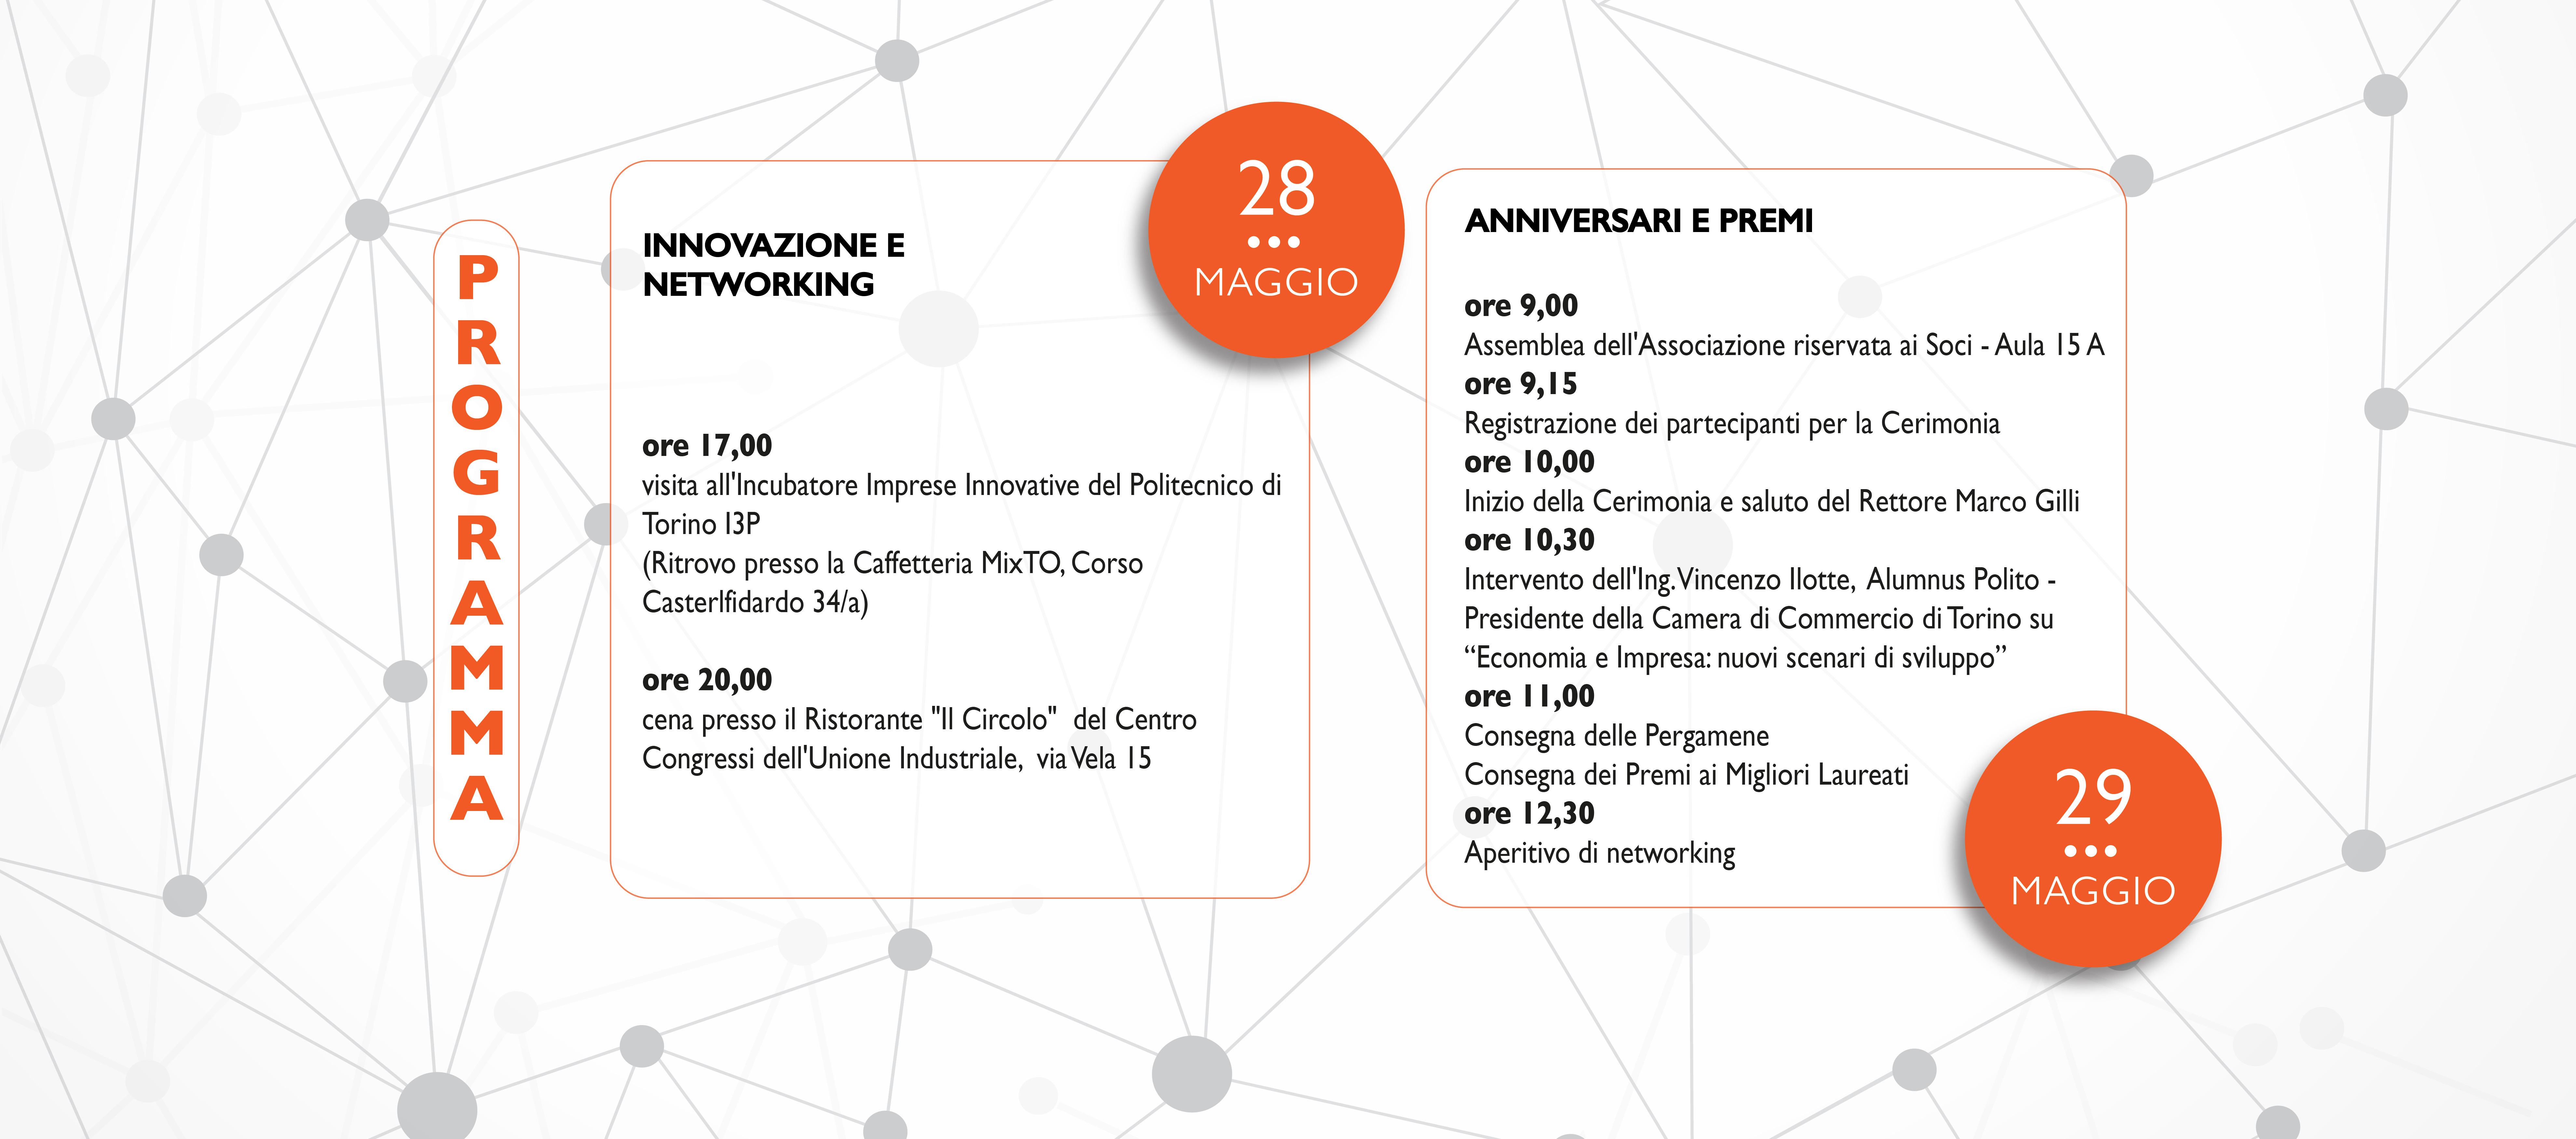 PROGRAMMA
INNOVAZIONE E
NETWORKING
28
MAGGIO
ore 17,00
visita all'Incubatore Imprese Innovative del Politecnico di
Torino I3P
(Ritrovo presso la Caffetteria MixTO, Corso
Casterlfidardo 34/a)
ore 20,00
cena presso il Ristorante "Il Circolo" del Centro
Congressi dell'Unione Industriale, via Vela 15
ANNIVERSARI E PREMI
ore 9,00
Assemblea dell'Associazione riservata ai Soci - Aula 15 A
ore 9,15
Registrazione dei partecipanti per la Cerimonia
ore 10,00
Inizio della Cerimonia e saluto del Rettore Marco Gilli
ore 10,30
Intervento dell'Ing. Vincenzo Ilotte, Alumnus Polito -
Presidente della Camera di Commercio di Torino su
“Economia e Impresa: nuovi scenari di sviluppo”
ore 11,00
Consegna delle Pergamene
Consegna dei Premi ai Migliori Laureati
ore 12,30
Aperitivo di networking
29
MAGGIO